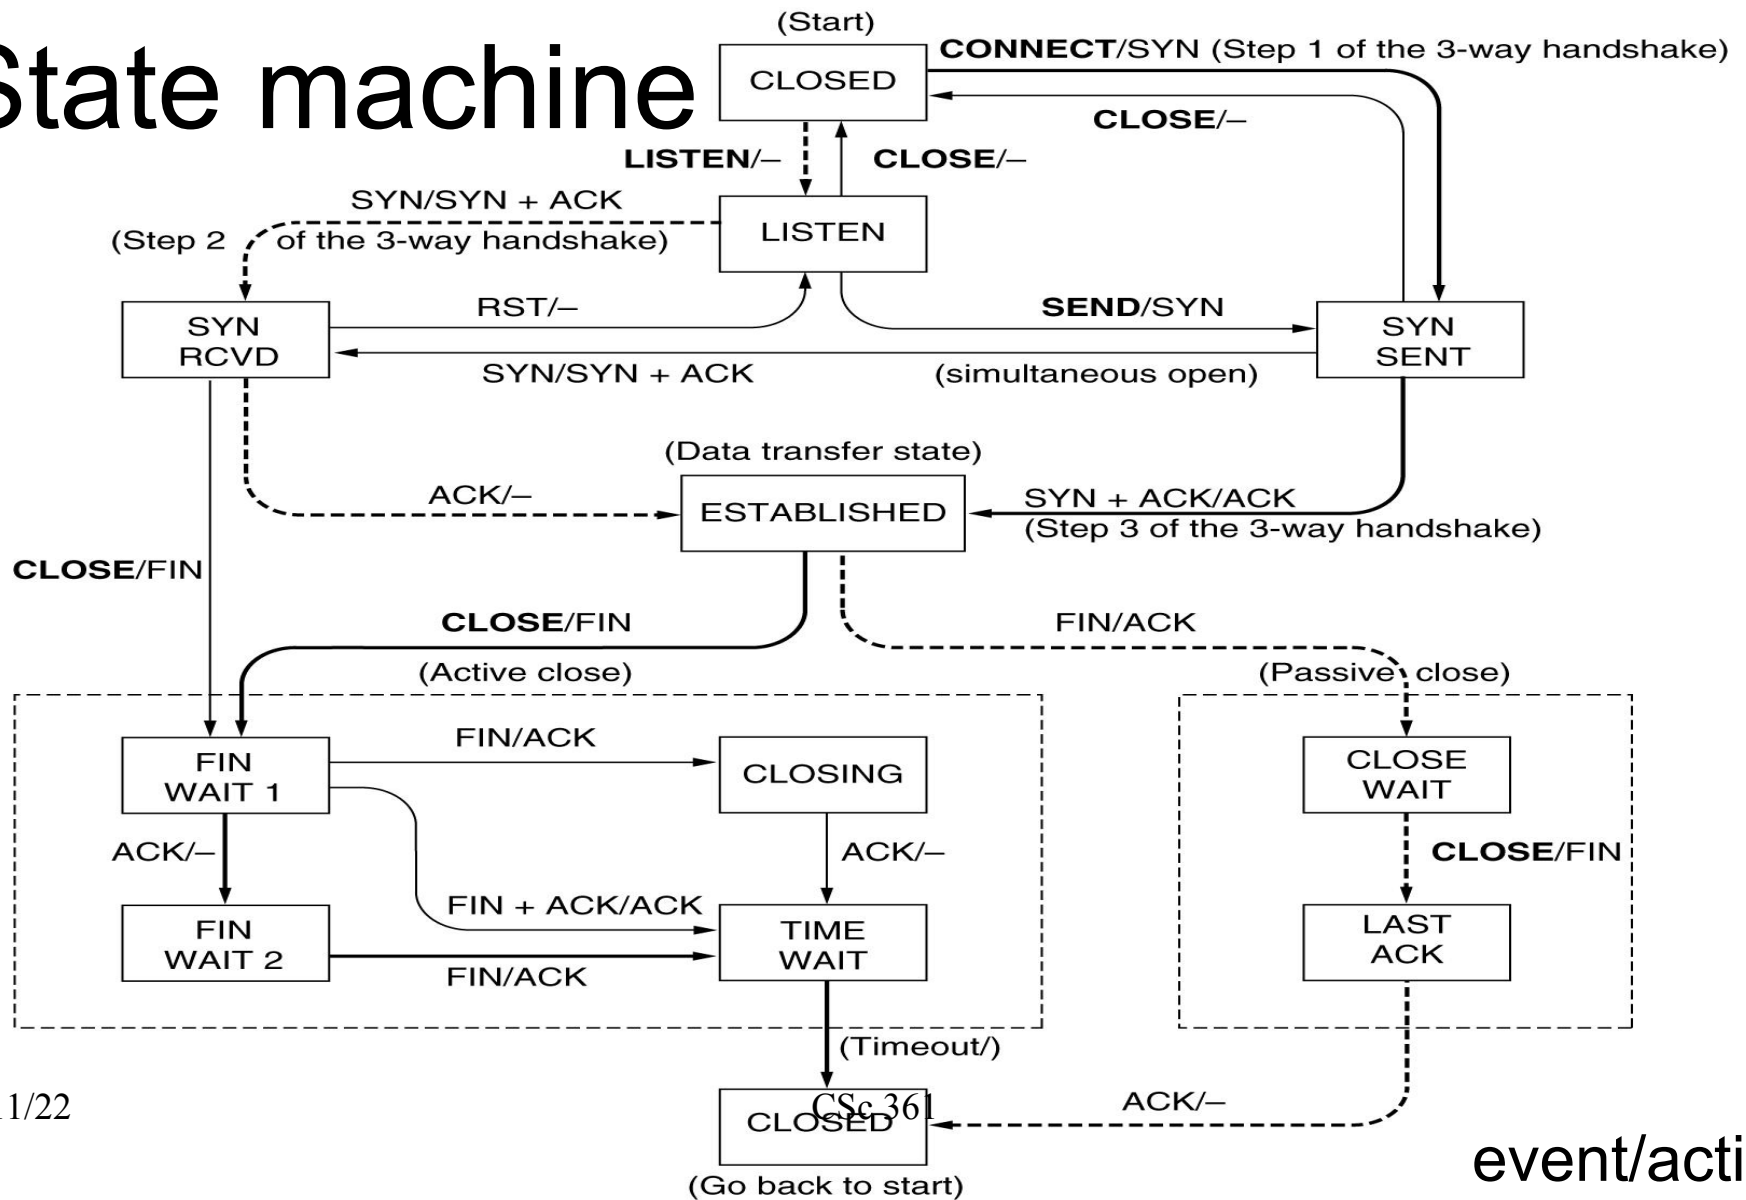 (Start)
State machine
CLOSED
CONNECT/SYN (Step 1 of the 3-way handshake)
CLOSE/–
LISTEN/–
CLOSE/–
SYN/SYN + ACK
(Step 2 of the 3-way handshake)
LISTEN
RST/–
SEND/SYN
SYN
RCVD
SYN
SENT
SYN/SYN + ACK
(simultaneous open)
(Data transfer state)
ACK/–
ESTABLISHED
SYN + ACK/ACK
(Step 3 of the 3-way handshake)
CLOSE/FIN
CLOSE/FIN
FIN/ACK
(Active close)
(Passive close)
FIN
WAIT 1
FIN/ACK
CLOSING
CLOSE
WAIT
ACK/–
ACK/–
CLOSE/FIN
FIN + ACK/ACK
FIN
WAIT 2
FIN/ACK
TIME
WAIT
LAST
ACK
(Timeout/)
1/22
CSc 361
CLOSED
ACK/–
event/acti
(Go back to start)